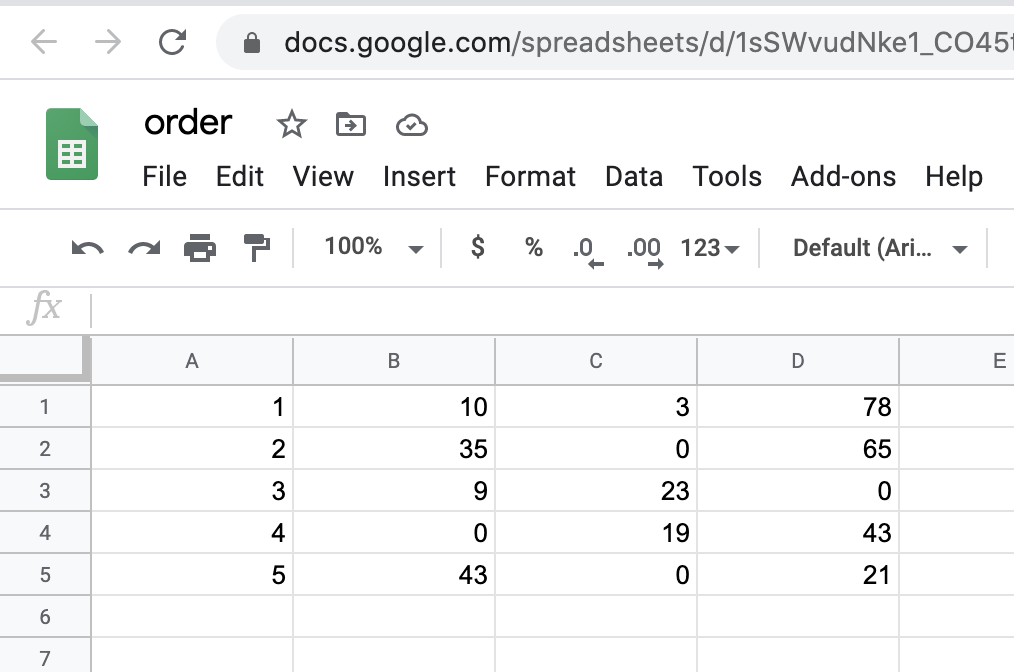 docs.google.com/spreadsheets/d/1sSWvudNke1_CO45
order
File Edit View Insert Format Data Tools Add-ons Help
100% $ % .0 .00 123 Default (Ari...
fx
A B C D E
1 1 10 3 78
2 2 35 0 65
3 3 9 23 0
4 4 0 19 43
5 5 43 0 21
6
7